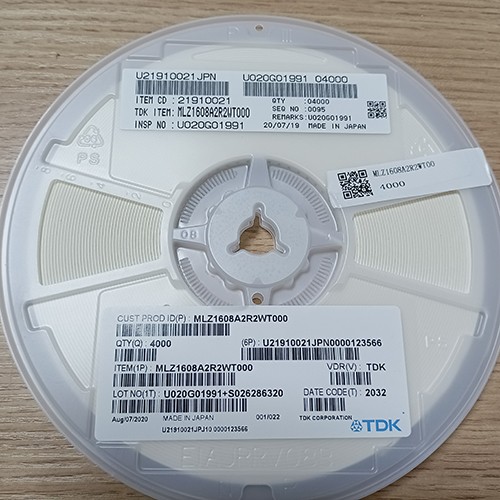 U21910021JPN U020G01991 04000
ITEM CD : 21910021 QTY :04000
TDK ITEM: MLZ1608A2R2WT000 SEQ NO :0095
INSP NO : U020G01991 REMARKS:U020G01991
20/07/19 MADE IN JAPAN
PS
MLZ1608A2R2WT00
4000
CUST PROD ID(P) : MLZ1608A2R2WT000
QTY(Q) : 4000 (6P) : U21910021JPN0000123566
ITEM(1P) : MLZ1608A2R2WT000 VDR(V) : TDK
LOT NO(1T) : U020G01991+S026286320 DATE CODE(T) : 2032
Aug/07/2020 MADE IN JAPAN 001/022 TDK CORPORATION
U21910021JPJ10 0000123566
TDK
PS